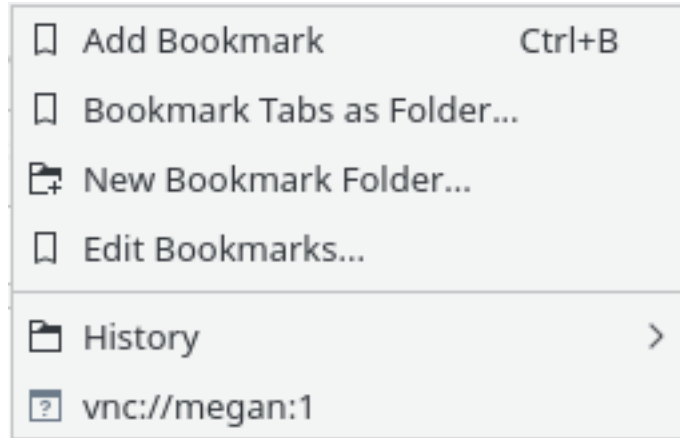 Add Bookmark Ctrl+B
Bookmark Tabs as Folder...
New Bookmark Folder...
Edit Bookmarks...
History
vnc://megan:1